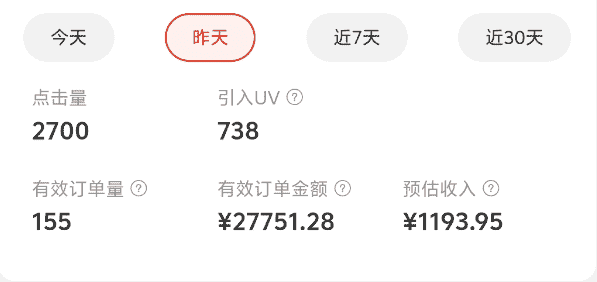 今天 昨天 近7天 近30天
点击量 引入UV ?
2700 738
有效订单量 ? 有效订单金额 ? 预估收入 ?
155 ¥27751.28 ¥1193.95